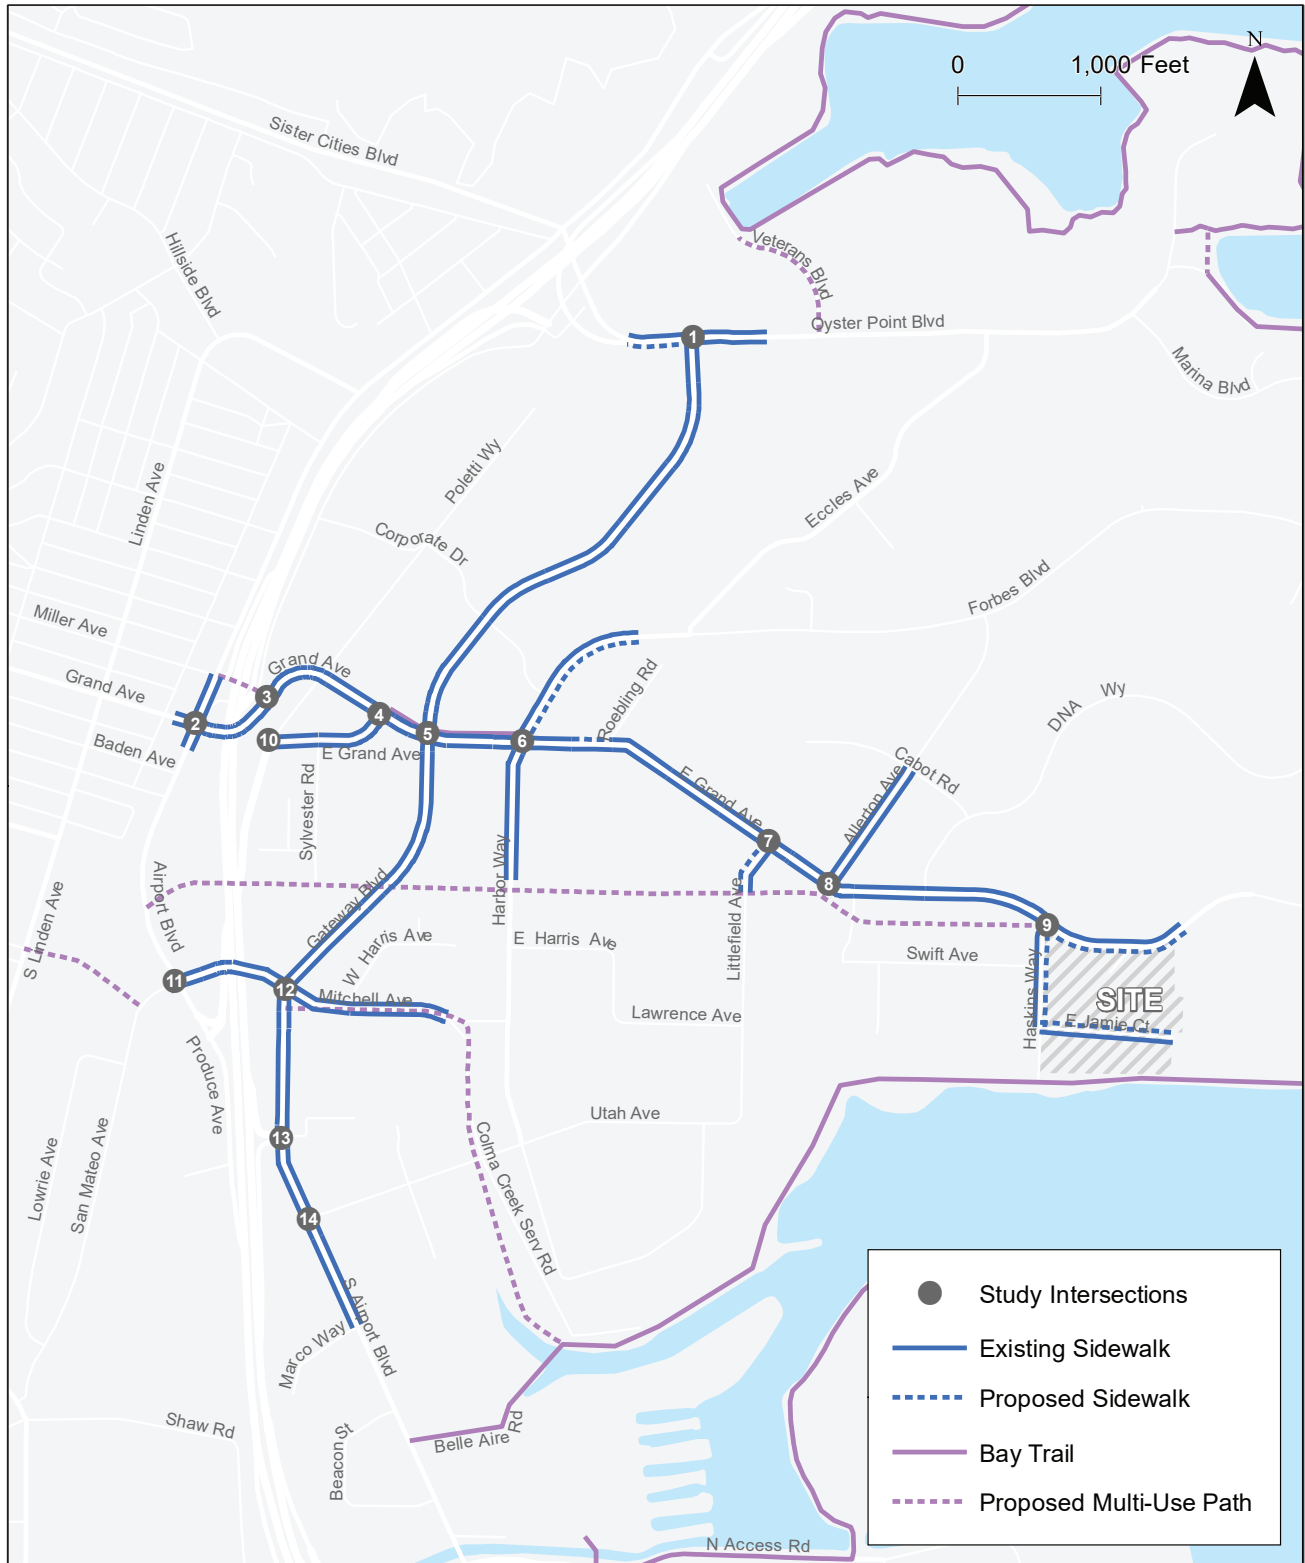 N
0 1,000 Feet
Sister Cities Blvd
Veterans Blvd
Hillside Blvd
Oyster Point Blvd
1
Marina Blvd
Poletti Wy
Linden Ave
Eccles Ave
Corporate Dr
Forbes Blvd
Miller Ave
Grand Ave
Grand Ave
Roebling Rd
DNA Wy
3
2
4
5
6
10
Baden Ave
E Grand Ave
E Grand Ave
Cabot Rd
Allerton Ave
Sylvester Rd
7
Harbor Way
8
Airport Blvd
Gateway Blvd
Littlefield Ave
S Linden Ave
9
W Harris Ave
E Harris Ave
Swift Ave
Haskins Way
11
12
Mitchell Ave
SITE
Lawrence Ave
E Jamie Ct
Produce Ave
Utah Ave
13
Colma Creek Serv Rd
Lowrie Ave
San Mateo Ave
14
S Airport Blvd
Marco Way
Shaw Rd
Beacon St
Belle Aire Rd
N Access Rd
Study Intersections
Existing Sidewalk
Proposed Sidewalk
Bay Trail
Proposed Multi-Use Path